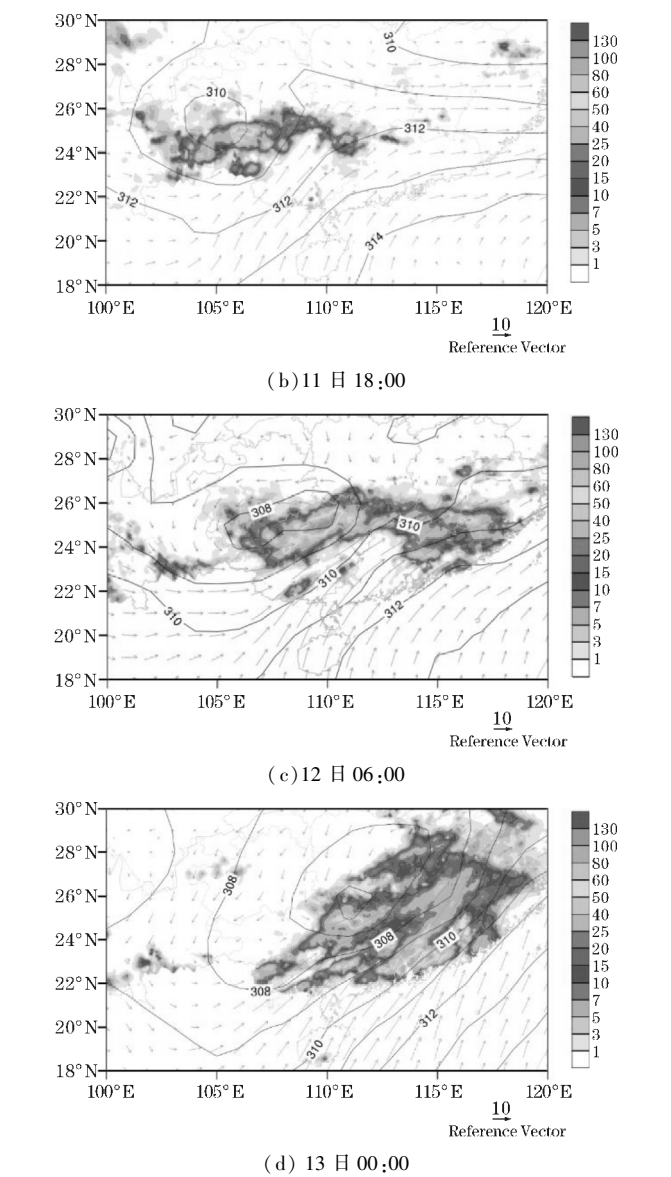 30°N
28°N
26°N
24°N
22°N
20°N
18°N
310
310
312
312
312
314
130
100
80
60
50
40
25
20
15
10
7
5
3
1
100°E 105°E 110°E 115°E 120°E
10
Reference Vector
(b)11 日 18:00
30°N
28°N
26°N
24°N
22°N
20°N
18°N
308
310
310
310
312
130
100
80
60
50
40
25
20
15
10
7
5
3
1
100°E 105°E 110°E 115°E 120°E
10
Reference Vector
(c)12 日 06:00
30°N
28°N
26°N
24°N
22°N
20°N
18°N
308
308
310
308
312
310
130
100
80
60
50
40
25
20
15
10
7
5
3
1
100°E 105°E 110°E 115°E 120°E
10
Reference Vector
(d) 13 日 00:00